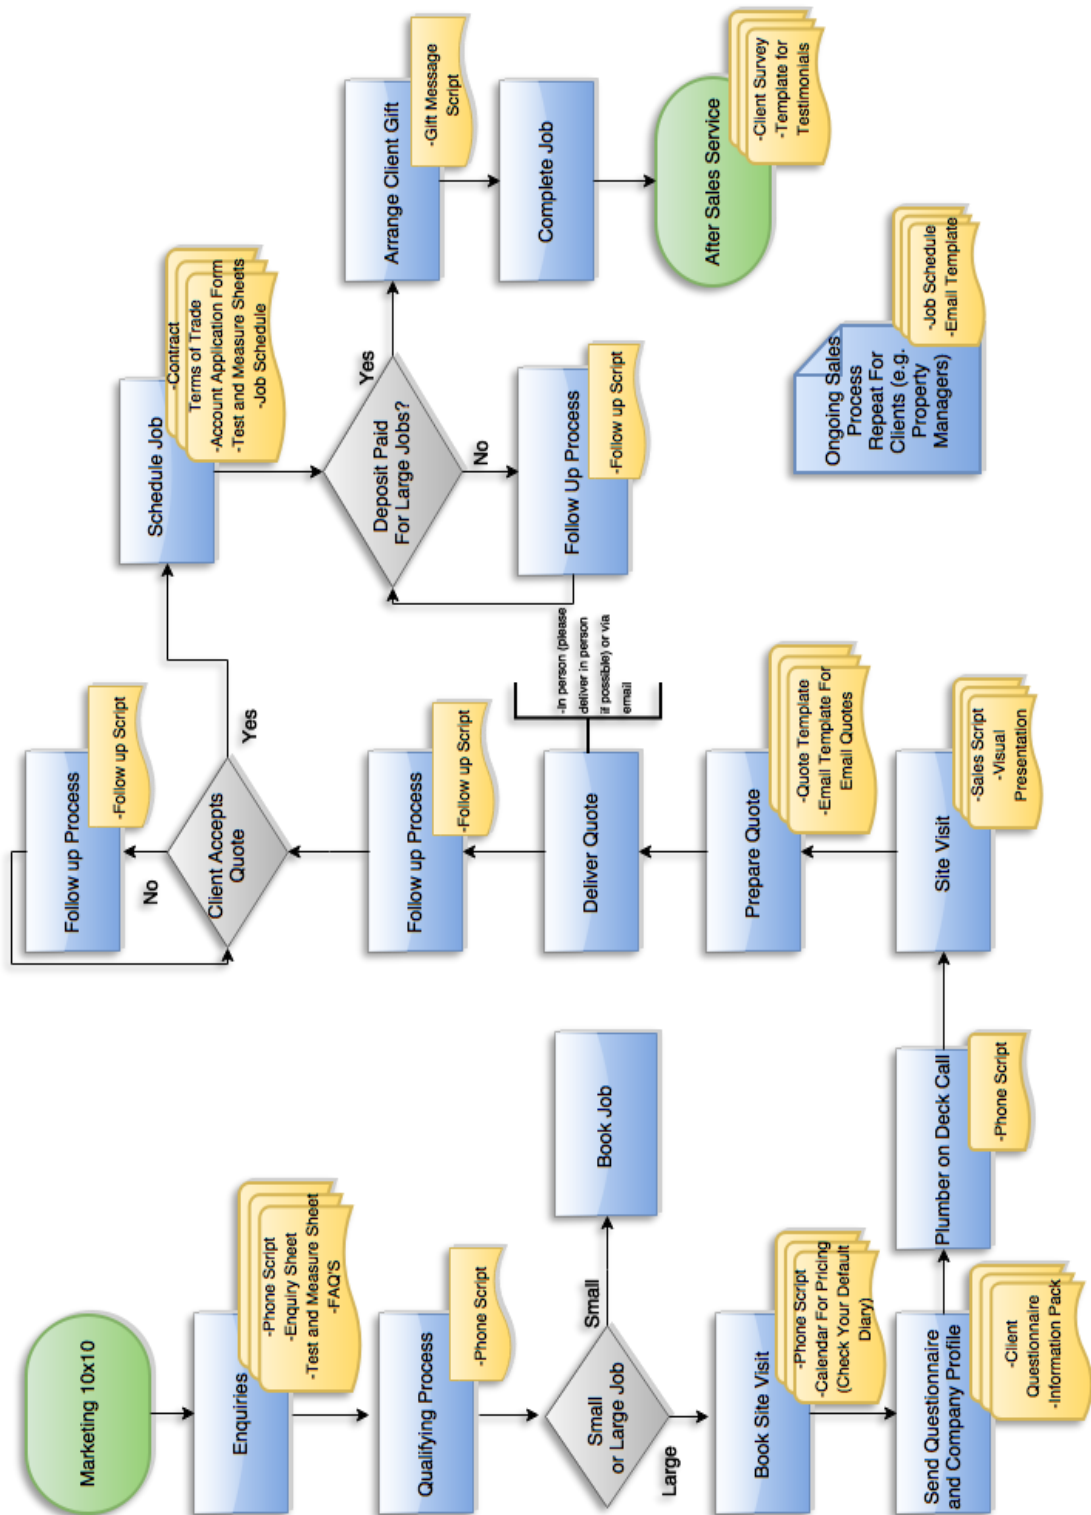 Marketing 10x10
Enquiries
-Phone Script
-Enquiry Sheet
-Test and Measure Sheet
-FAQ'S
Qualifying Process
-Phone Script
Small
or Large Job
Small
Book Job
Large
Book Site Visit
-Phone Script
-Calendar For Pricing
(Check Your Default
Diary)
Send Questionnaire
and Company Profile
-Client
Questionnaire
-Information Pack
Plumber on Deck Call
-Phone Script
Site Visit
-Sales Script
-Visual
Presentation
Prepare Quote
-Quote Template
-Email Template For
Email Quotes
Deliver Quote
-In person (please
deliver in person
if possible) or via
email
Follow up Process
-Follow up Script
Client Accepts
Quote
No
Follow up Process
-Follow up Script
Yes
Schedule Job
-Contract
Terms of Trade
-Account Application Form
-Test and Measure Sheets
-Job Schedule
Deposit Paid
For Large Jobs?
No
Follow Up Process
-Follow up Script
Yes
Arrange Client Gift
-Gift Message
Script
Complete Job
After Sales Service
-Client Survey
-Template for
Testimonials
Ongoing Sales
Process
Repeat For
Clients (e.g.
Property
Managers)
-Job Schedule
-Email Template